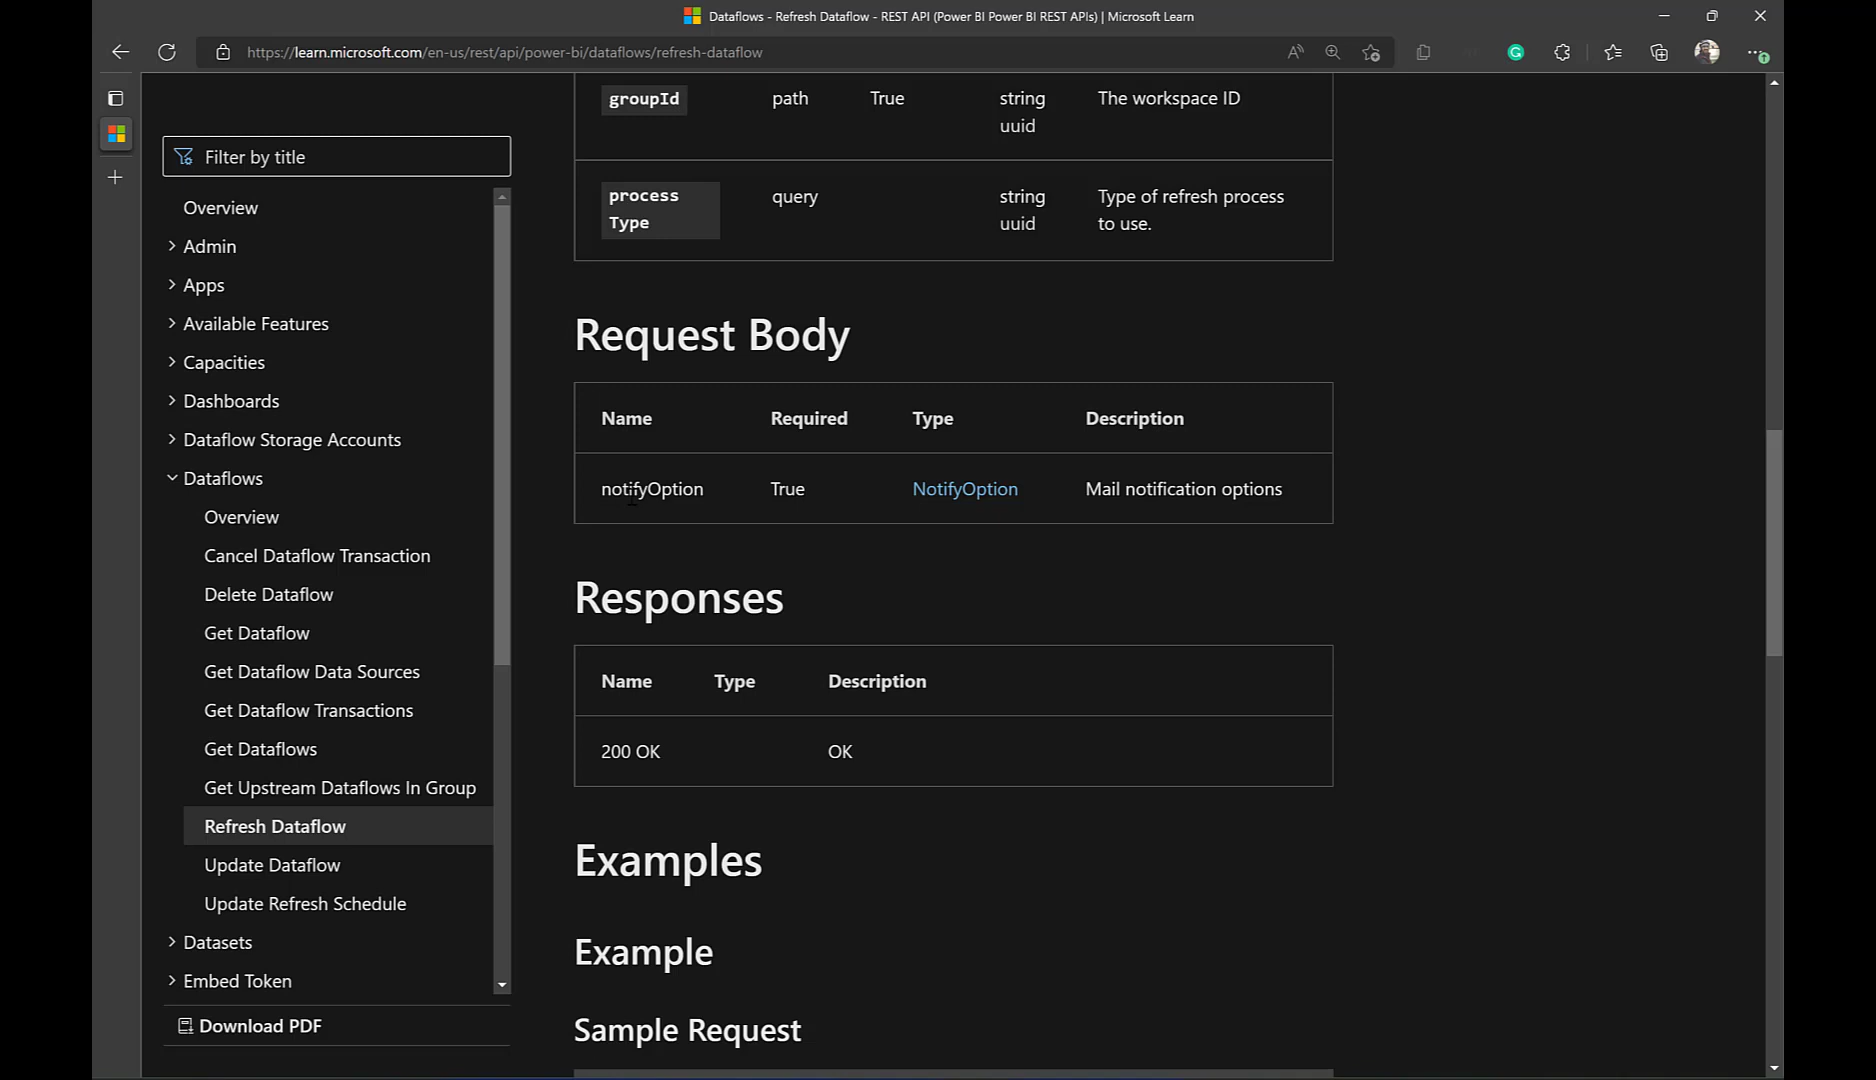 Dataflows - Refresh Dataflow - REST API (Power BI Power BI REST APIs) | Microsoft Learn
https://learn.microsoft.com/en-us/rest/api/power-bi/dataflows/refresh-dataflow
Filter by title
Overview
Admin
Apps
Available Features
Capacities
Dashboards
Dataflow Storage Accounts
Dataflows
Overview
Cancel Dataflow Transaction
Delete Dataflow
Get Dataflow
Get Dataflow Data Sources
Get Dataflow Transactions
Get Dataflows
Get Upstream Dataflows In Group
Refresh Dataflow
Update Dataflow
Update Refresh Schedule
Datasets
Embed Token
Download PDF
groupId path True string The workspace ID
uuid
process query string Type of refresh process
Type uuid to use.
Request Body
Name Required Type Description
notifyOption True NotifyOption Mail notification options
Responses
Name Type Description
200 OK OK
Examples
Example
Sample Request